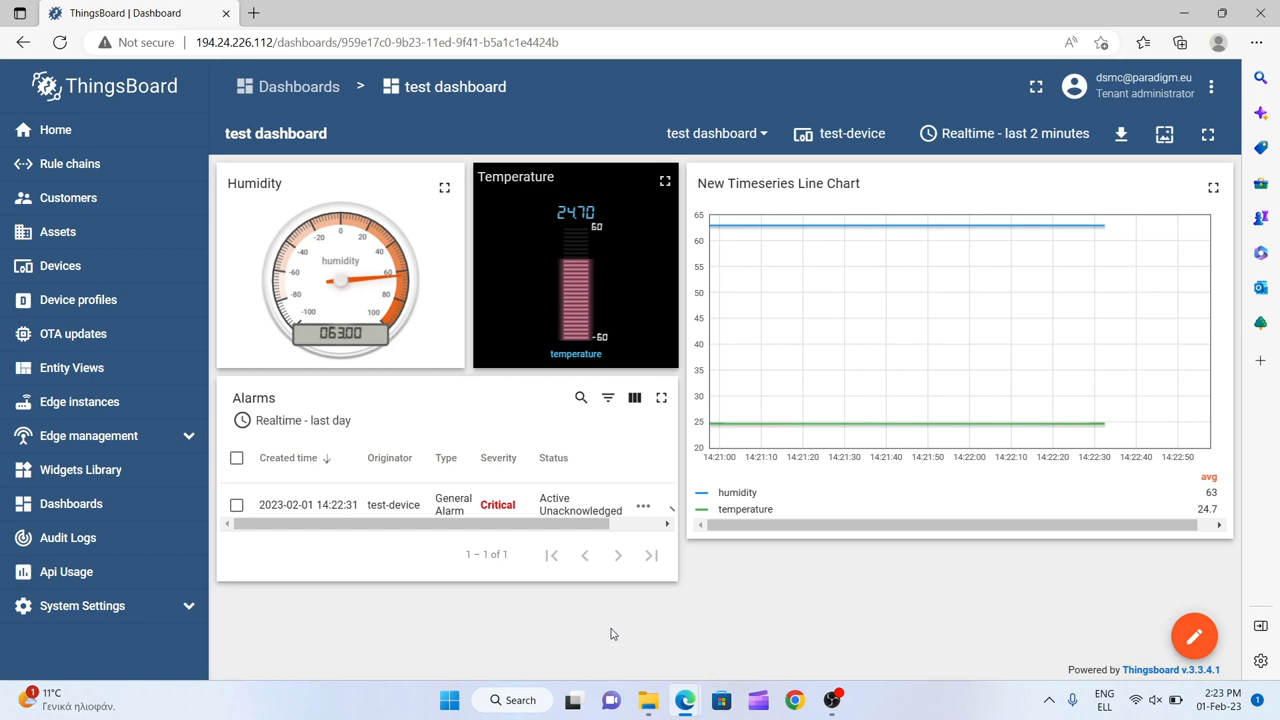 ThingsBoard | Dashboard
Not secure
194.24.226.112/dashboards/959e17c0-9b23-11ed-9f41-b5a1c1e4424b
ThingsBoard
Dashboards > test dashboard
dsmc@paradigm.eu
Tenant administrator
test dashboard
test dashboard
test-device
Realtime - last 2 minutes
Home
Rule chains
Customers
Assets
Devices
Device profiles
OTA updates
Entity Views
Edge instances
Edge management
Widgets Library
Dashboards
Audit Logs
Api Usage
System Settings
Humidity
0
-20 20
-40 40
humidity
-60 60
-80 80
-100 100
063.00
Temperature
24.70
60
-60
temperature
New Timeseries Line Chart
65
60
55
50
45
40
35
30
25
20
14:21:00 14:21:10 14:21:20 14:21:30 14:21:40 14:21:50 14:22:00 14:22:10 14:22:20 14:22:30 14:22:40 14:22:50
avg
humidity 63
temperature 24.7
Alarms
Realtime - last day
Created time Originator Type Severity Status
2023-02-01 14:22:31 test-device General Alarm Critical Active Unacknowledged
1 – 1 of 1
Powered by Thingsboard v.3.3.4.1
1
11°C
Γενικά ηλιοφάν.
Search
ENG
ELL
2:23 PM
01-Feb-23
1